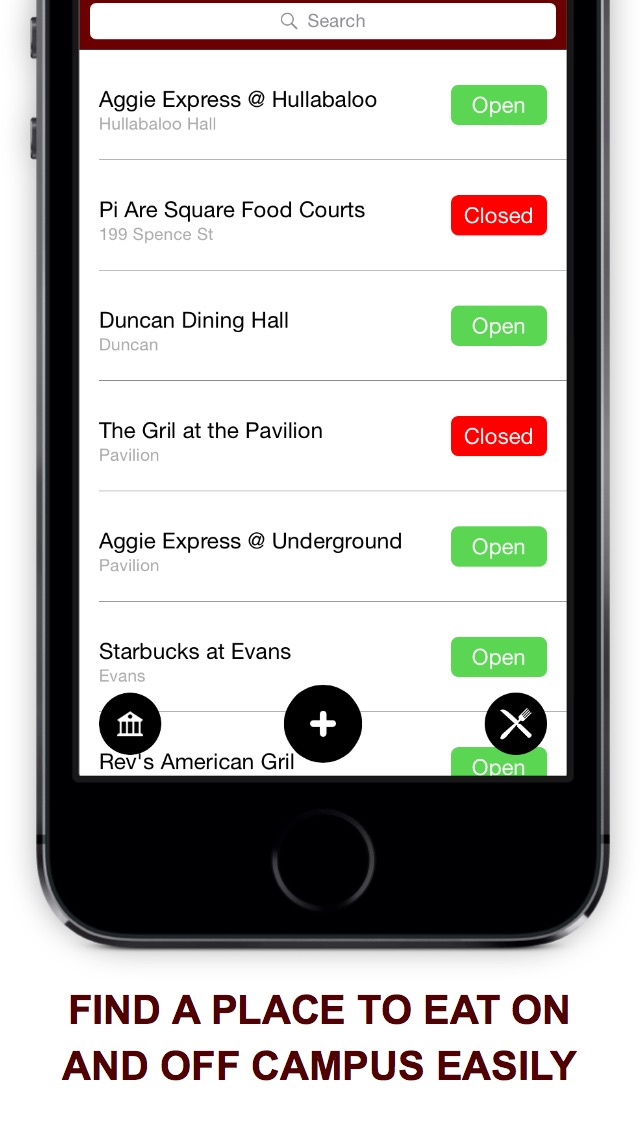 Search
Aggie Express @ Hullabaloo
Open
Hullabaloo Hall
Pi Are Square Food Courts
Closed
199 Spence St
Duncan Dining Hall
Open
Duncan
The Gril at the Pavilion
Closed
Pavilion
Aggie Express @ Underground
Open
Pavilion
Starbucks at Evans
Open
Evans
Rev's American Gril
Open
FIND A PLACE TO EAT ON
AND OFF CAMPUS EASILY